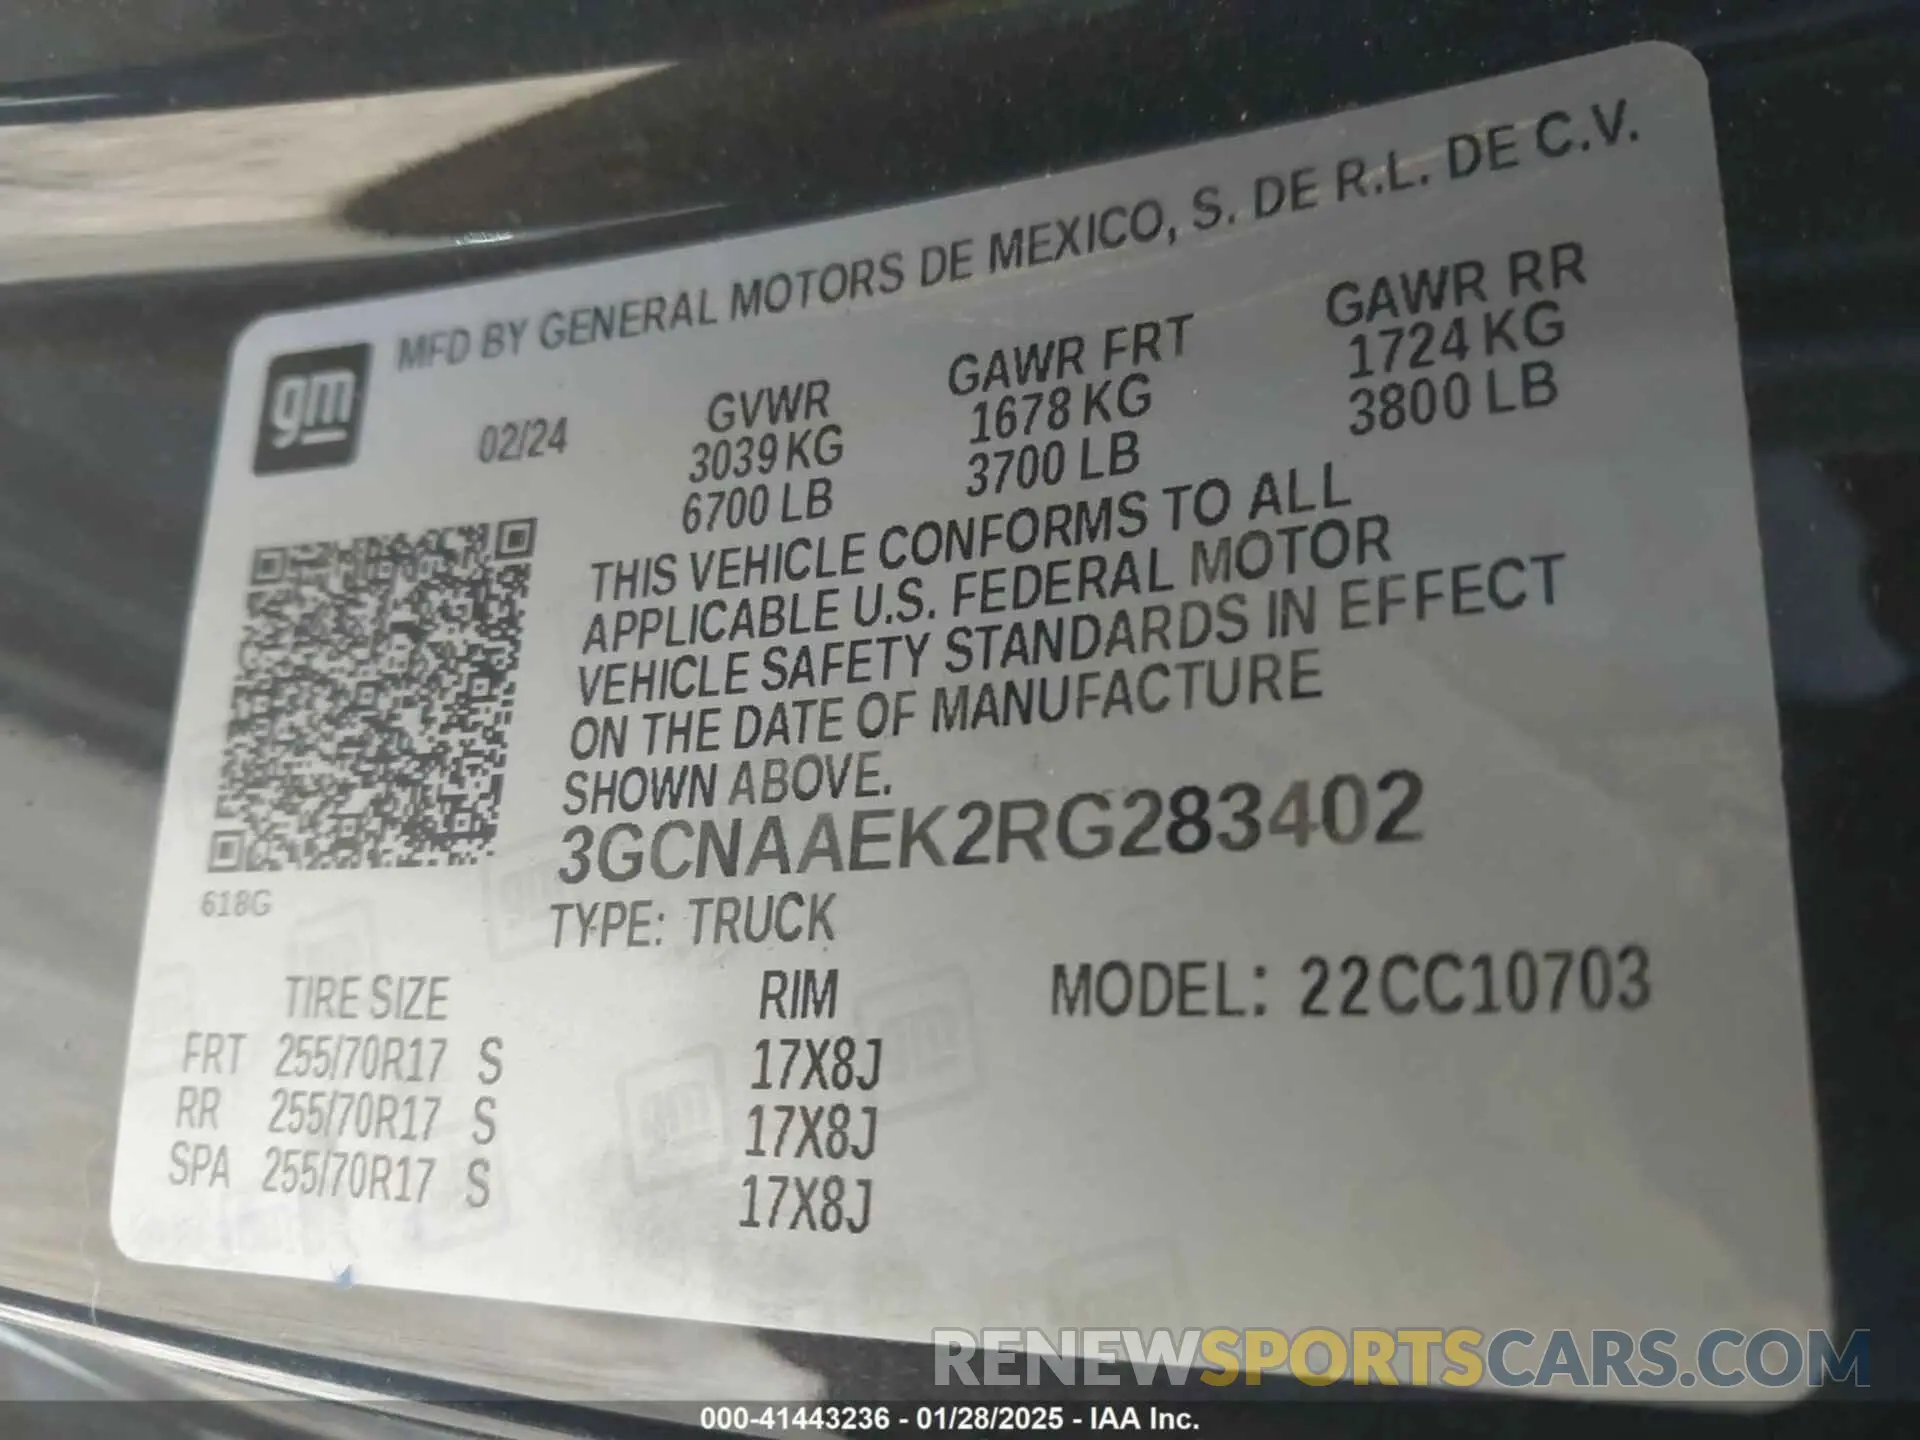 MFD BY GENERAL MOTORS DE MEXICO, S. DE R.L. DE C.V.
gm
02/24
GVWR
3039 KG
6700 LB
GAWR FRT
1678 KG
3700 LB
GAWR RR
1724 KG
3800 LB
THIS VEHICLE CONFORMS TO ALL
APPLICABLE U.S. FEDERAL MOTOR
VEHICLE SAFETY STANDARDS IN EFFECT
ON THE DATE OF MANUFACTURE
SHOWN ABOVE.
3GCNAAEK2RG283402
618G
TYPE: TRUCK
MODEL: 22CC10703
TIRE SIZE RIM
FRT 255/70R17 S 17X8J
RR 255/70R17 S 17X8J
SPA 255/70R17 S 17X8J
RENEWSPORTSCARS.COM
000-41443236 - 01/28/2025 - IAA Inc.